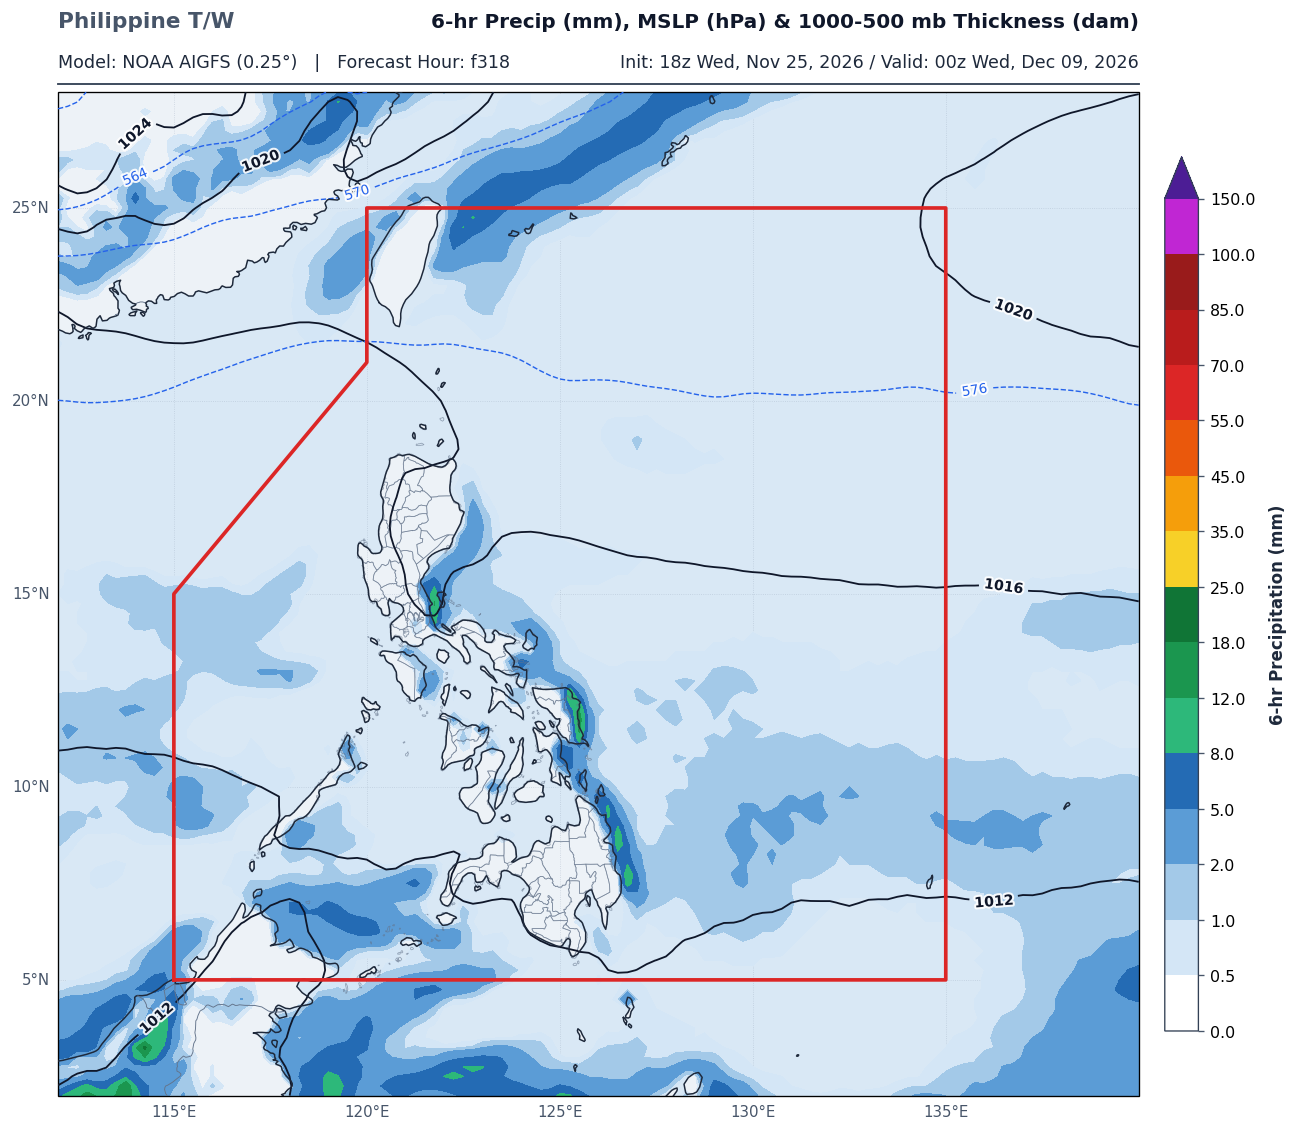 Philippine T/W
6-hr Precip (mm), MSLP (hPa) & 1000-500 mb Thickness (dam)
Model: NOAA AIGFS (0.25°) | Forecast Hour: f318
Init: 18z Wed, Nov 25, 2026 / Valid: 00z Wed, Dec 09, 2026
1024
1020
564
570
1020
576
1016
1012
1012
25°N
20°N
15°N
10°N
5°N
115°E
120°E
125°E
130°E
135°E
150.0
100.0
85.0
70.0
55.0
45.0
35.0
25.0
18.0
12.0
8.0
5.0
2.0
1.0
0.5
0.0
6-hr Precipitation (mm)